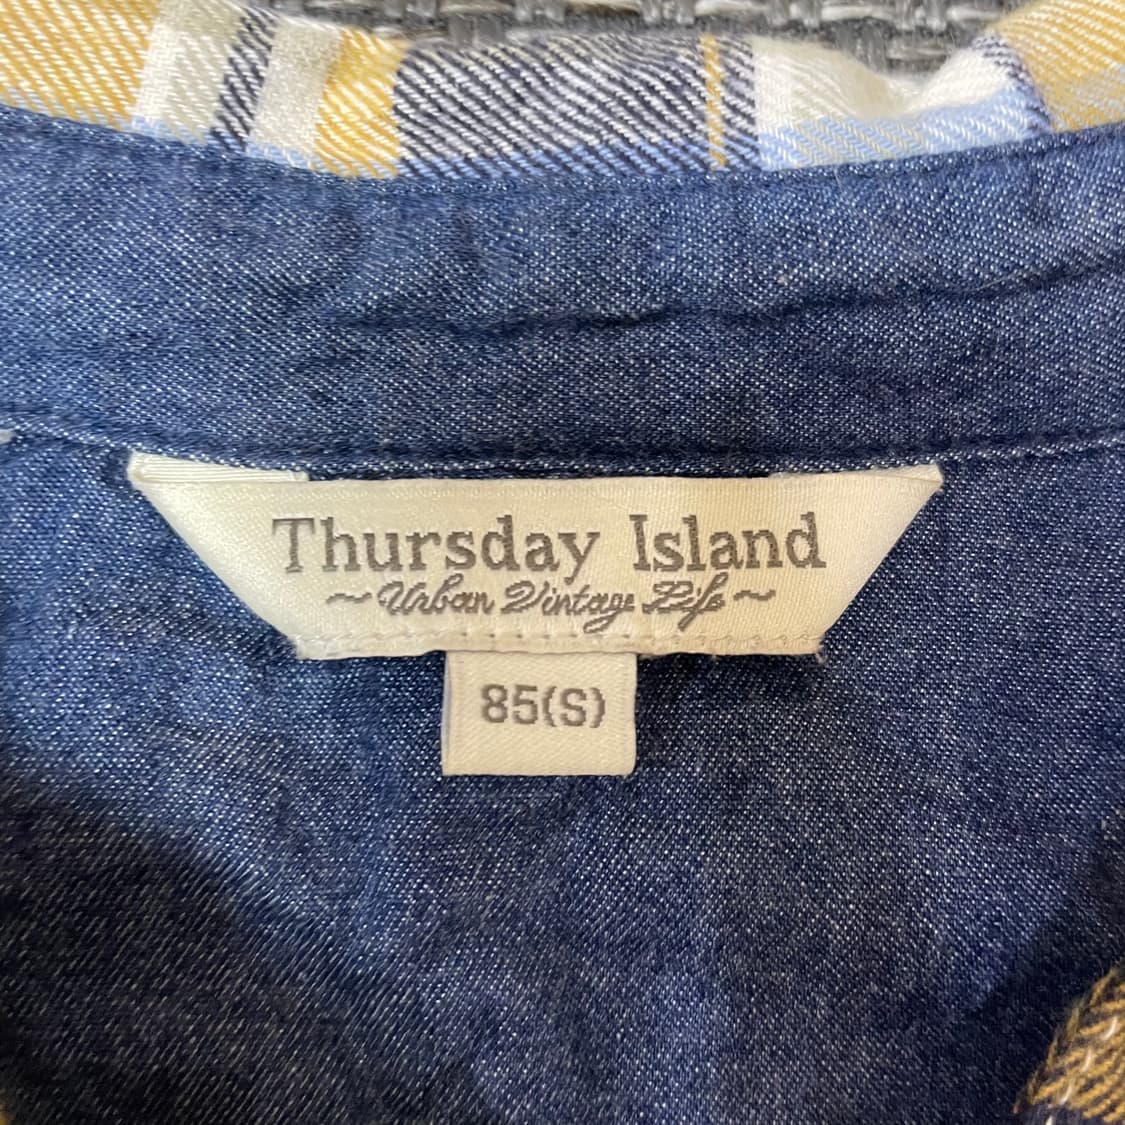 Thursday Island
~Urban Vintage Life~
85(S)